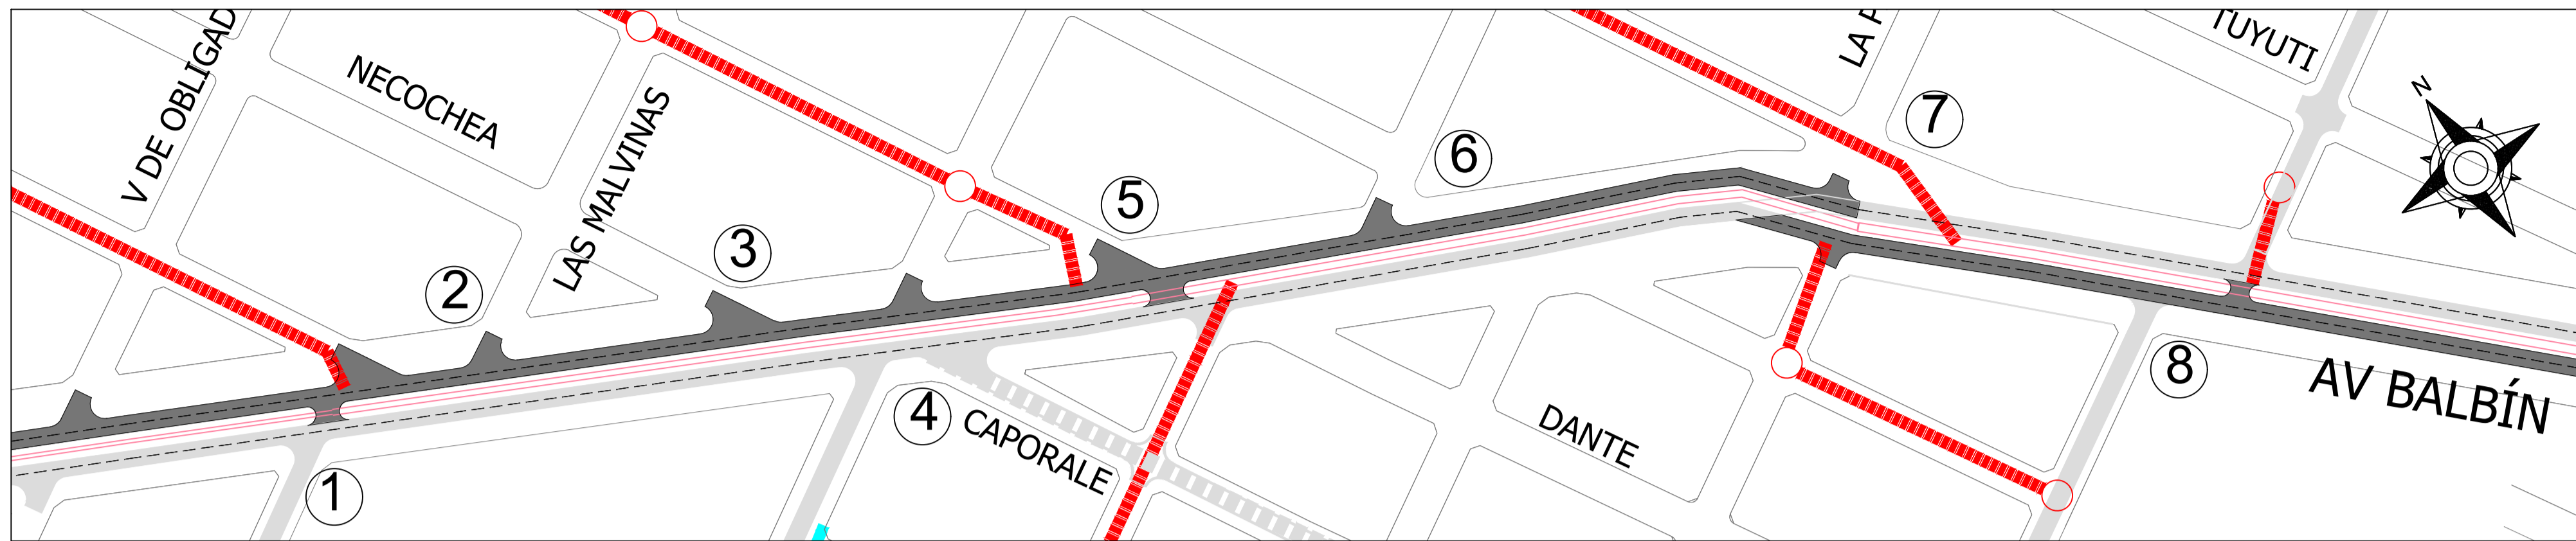 V DE OBLIGAD
NECOCHEA
LAS MALVINAS
LA P
TUYUTI
N
7
6
5
3
2
8
AV BALBÍN
4
CAPORALE
DANTE
1